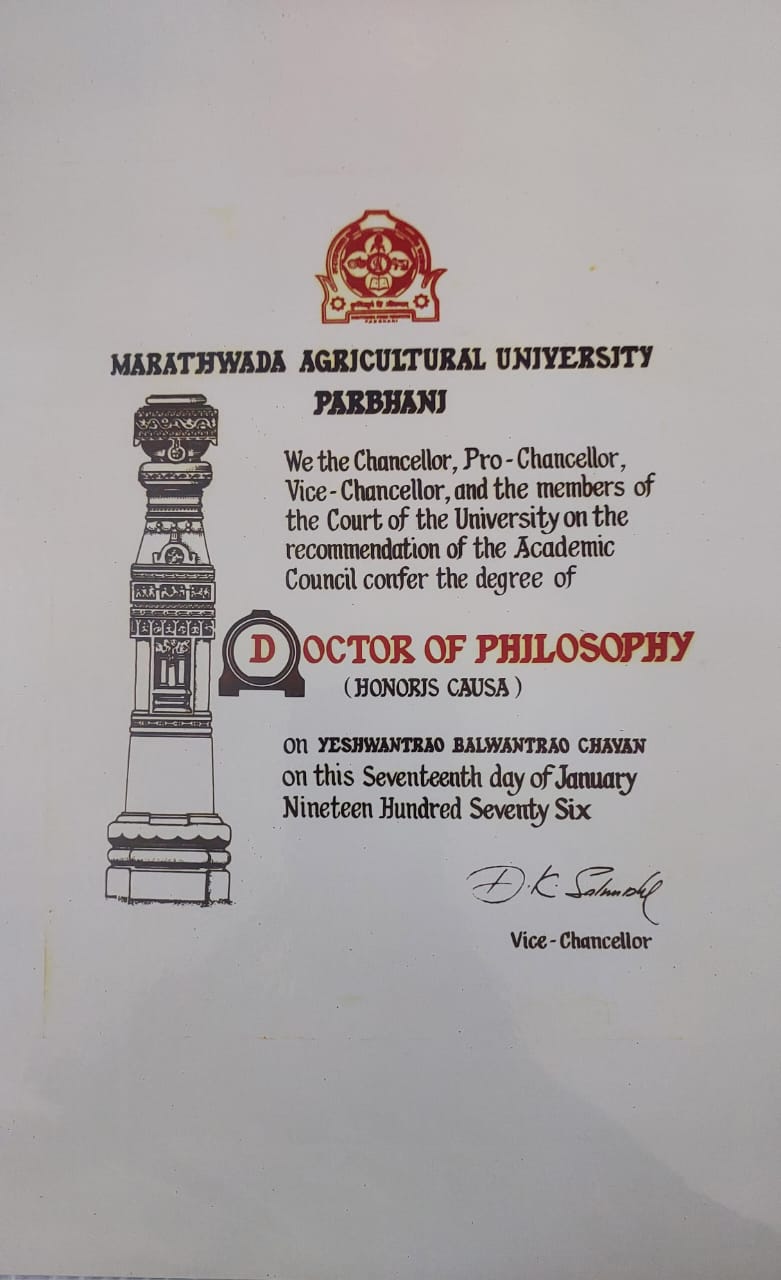 MARATHWADA AGRICULTURAL UNIVERSITY
PARBHANI
We the Chancellor, Pro-Chancellor,
Vice-Chancellor, and the members of
the Court of the University on the
recommendation of the Academic
Council confer the degree of
DOCTOR OF PHILOSOPHY
(HONORIS CAUSA)
on YESHWANTRAO BALWANTRAO CHAVAN
on this Seventeenth day of January
Nineteen Hundred Seventy Six
Vice-Chancellor